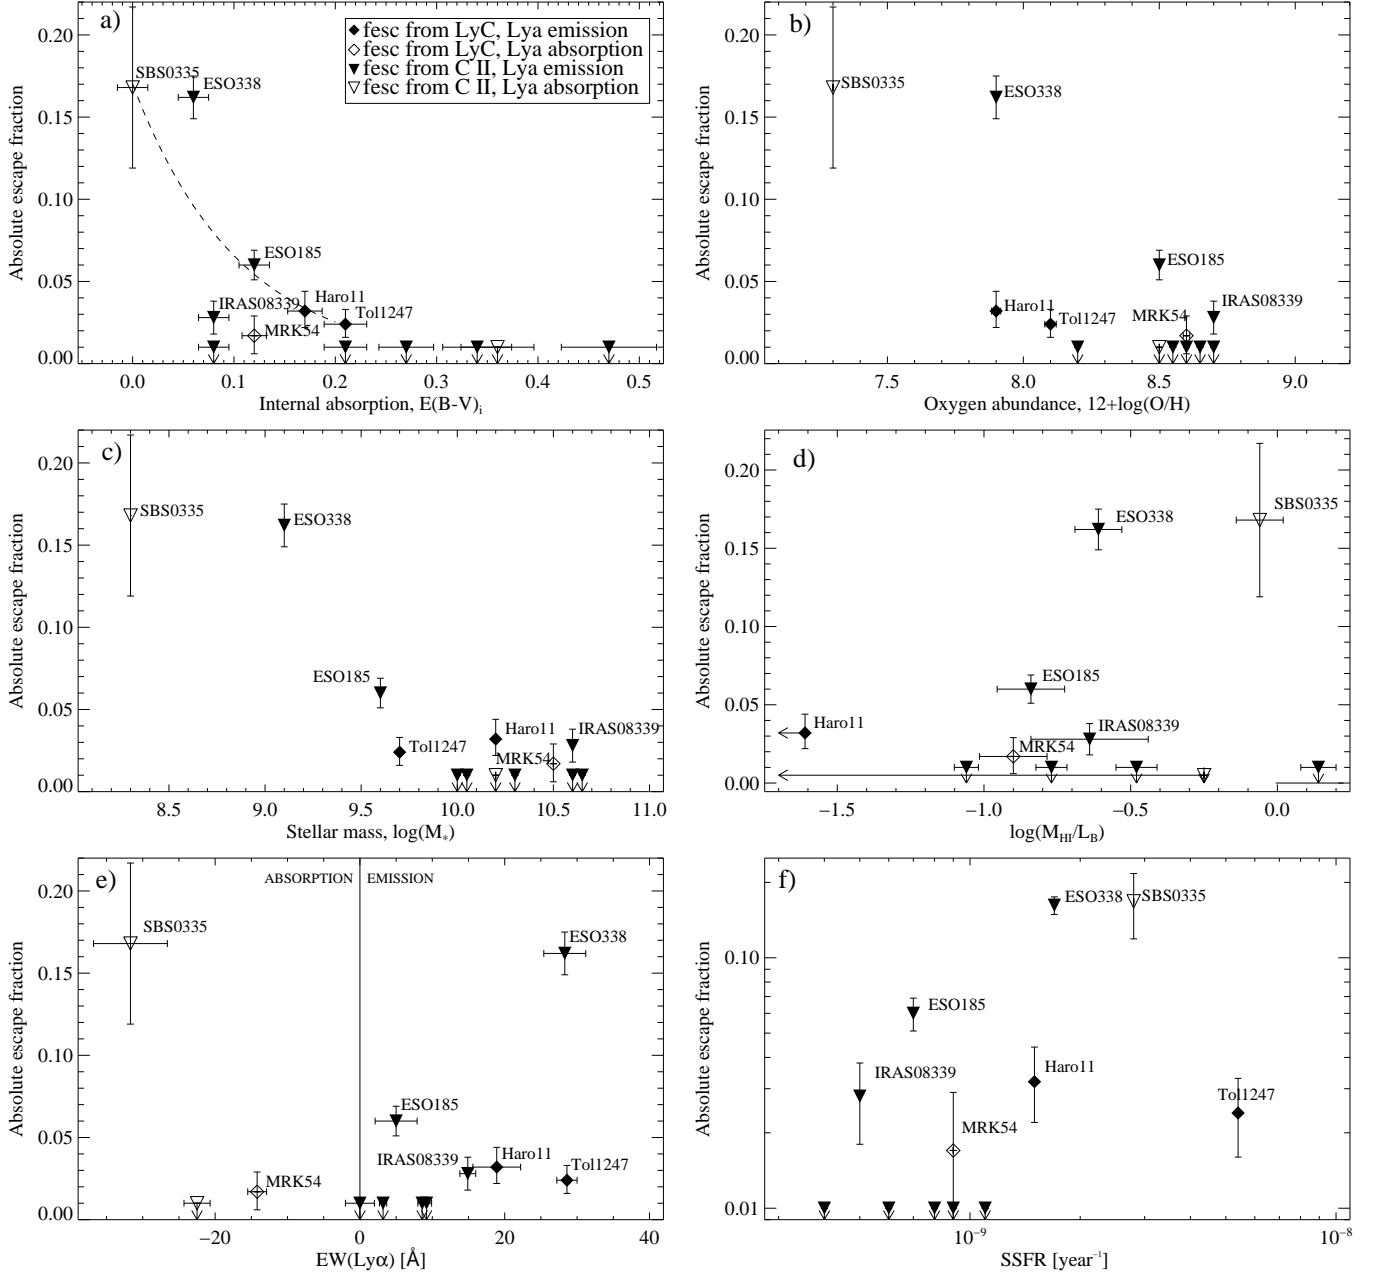 a)
fesc from LyC, Lya emission
fesc from LyC, Lya absorption
fesc from C II, Lya emission
fesc from C II, Lya absorption
SBS0335
ESO338
ESO185
IRAS08339
Haro11
Tol1247
MRK54
0.20
0.15
0.10
0.05
0.00
Absolute escape fraction
0.0 0.1 0.2 0.3 0.4 0.5
Internal absorption, E(B-V)i
b)
SBS0335
ESO338
ESO185
Haro11
Tol1247
MRK54
IRAS08339
0.20
0.15
0.10
0.05
0.00
Absolute escape fraction
7.5 8.0 8.5 9.0
Oxygen abundance, 12+log(O/H)
c)
SBS0335
ESO338
ESO185
Tol1247
Haro11
IRAS08339
MRK54
0.20
0.15
0.10
0.05
0.00
Absolute escape fraction
8.5 9.0 9.5 10.0 10.5 11.0
Stellar mass, log(M*)
d)
SBS0335
ESO338
ESO185
Haro11
IRAS08339
MRK54
0.20
0.15
0.10
0.05
0.00
Absolute escape fraction
−1.5 −1.0 −0.5 0.0
log(MHI/LB)
e)
ABSORPTION EMISSION
SBS0335
ESO338
ESO185
IRAS08339
Haro11
Tol1247
MRK54
0.20
0.15
0.10
0.05
0.00
Absolute escape fraction
−20 0 20 40
EW(Lyα) [Å]
f)
ESO338
SBS0335
ESO185
IRAS08339
Haro11
Tol1247
MRK54
0.10
0.01
Absolute escape fraction
10⁻⁹ 10⁻⁸
SSFR [year⁻¹]